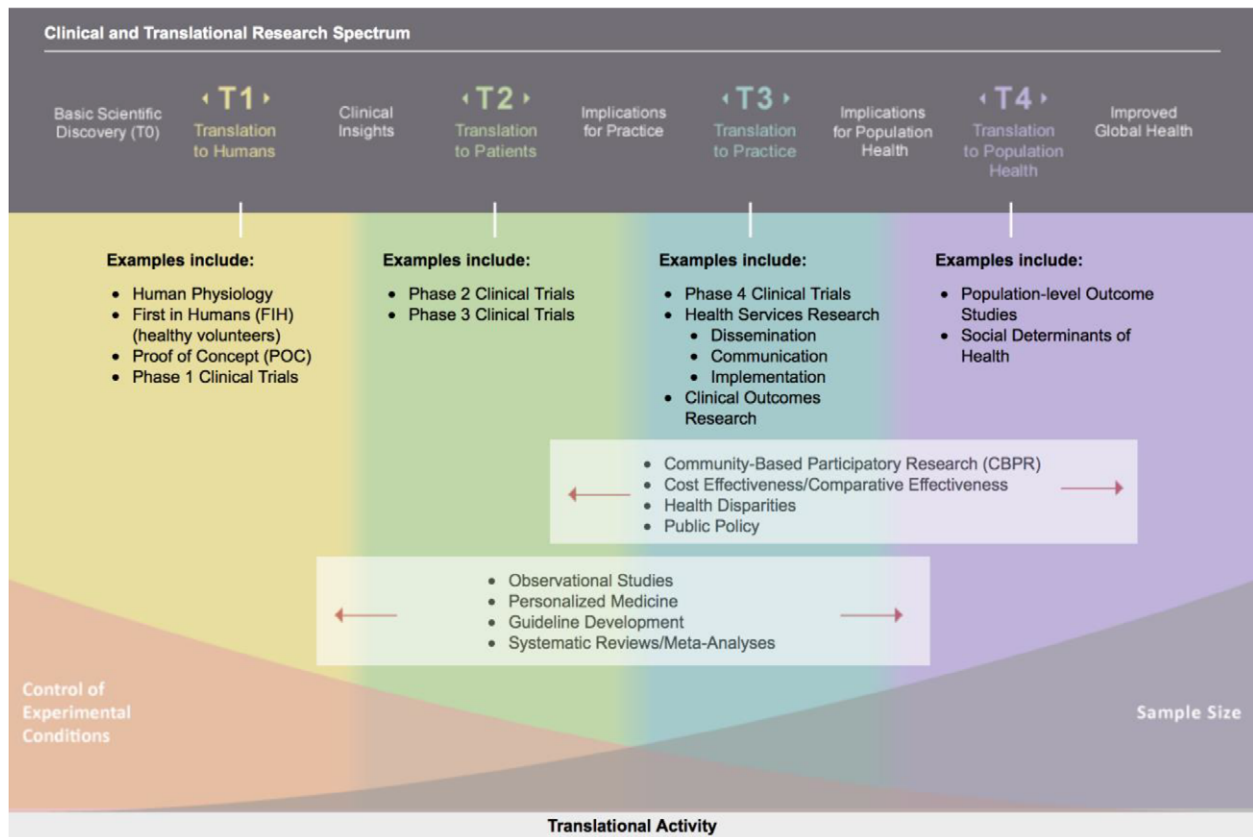 Clinical and Translational Research Spectrum
Basic Scientific
Discovery (T0)
T1
Translation
to Humans
Clinical
Insights
T2
Translation
to Patients
Implications
for Practice
T3
Translation
to Practice
Implications
for Population
Health
T4
Translation
to Population
Health
Improved
Global Health
Examples include:
• Human Physiology
• First in Humans (FIH)
(healthy volunteers)
• Proof of Concept (POC)
• Phase 1 Clinical Trials
Examples include:
• Phase 2 Clinical Trials
• Phase 3 Clinical Trials
Examples include:
• Phase 4 Clinical Trials
• Health Services Research
• Dissemination
• Communication
• Implementation
• Clinical Outcomes
Research
Examples include:
• Population-level Outcome
Studies
• Social Determinants of
Health
• Community-Based Participatory Research (CBPR)
• Cost Effectiveness/Comparative Effectiveness
• Health Disparities
• Public Policy
• Observational Studies
• Personalized Medicine
• Guideline Development
• Systematic Reviews/Meta-Analyses
Control of
Experimental
Conditions
Sample Size
Translational Activity